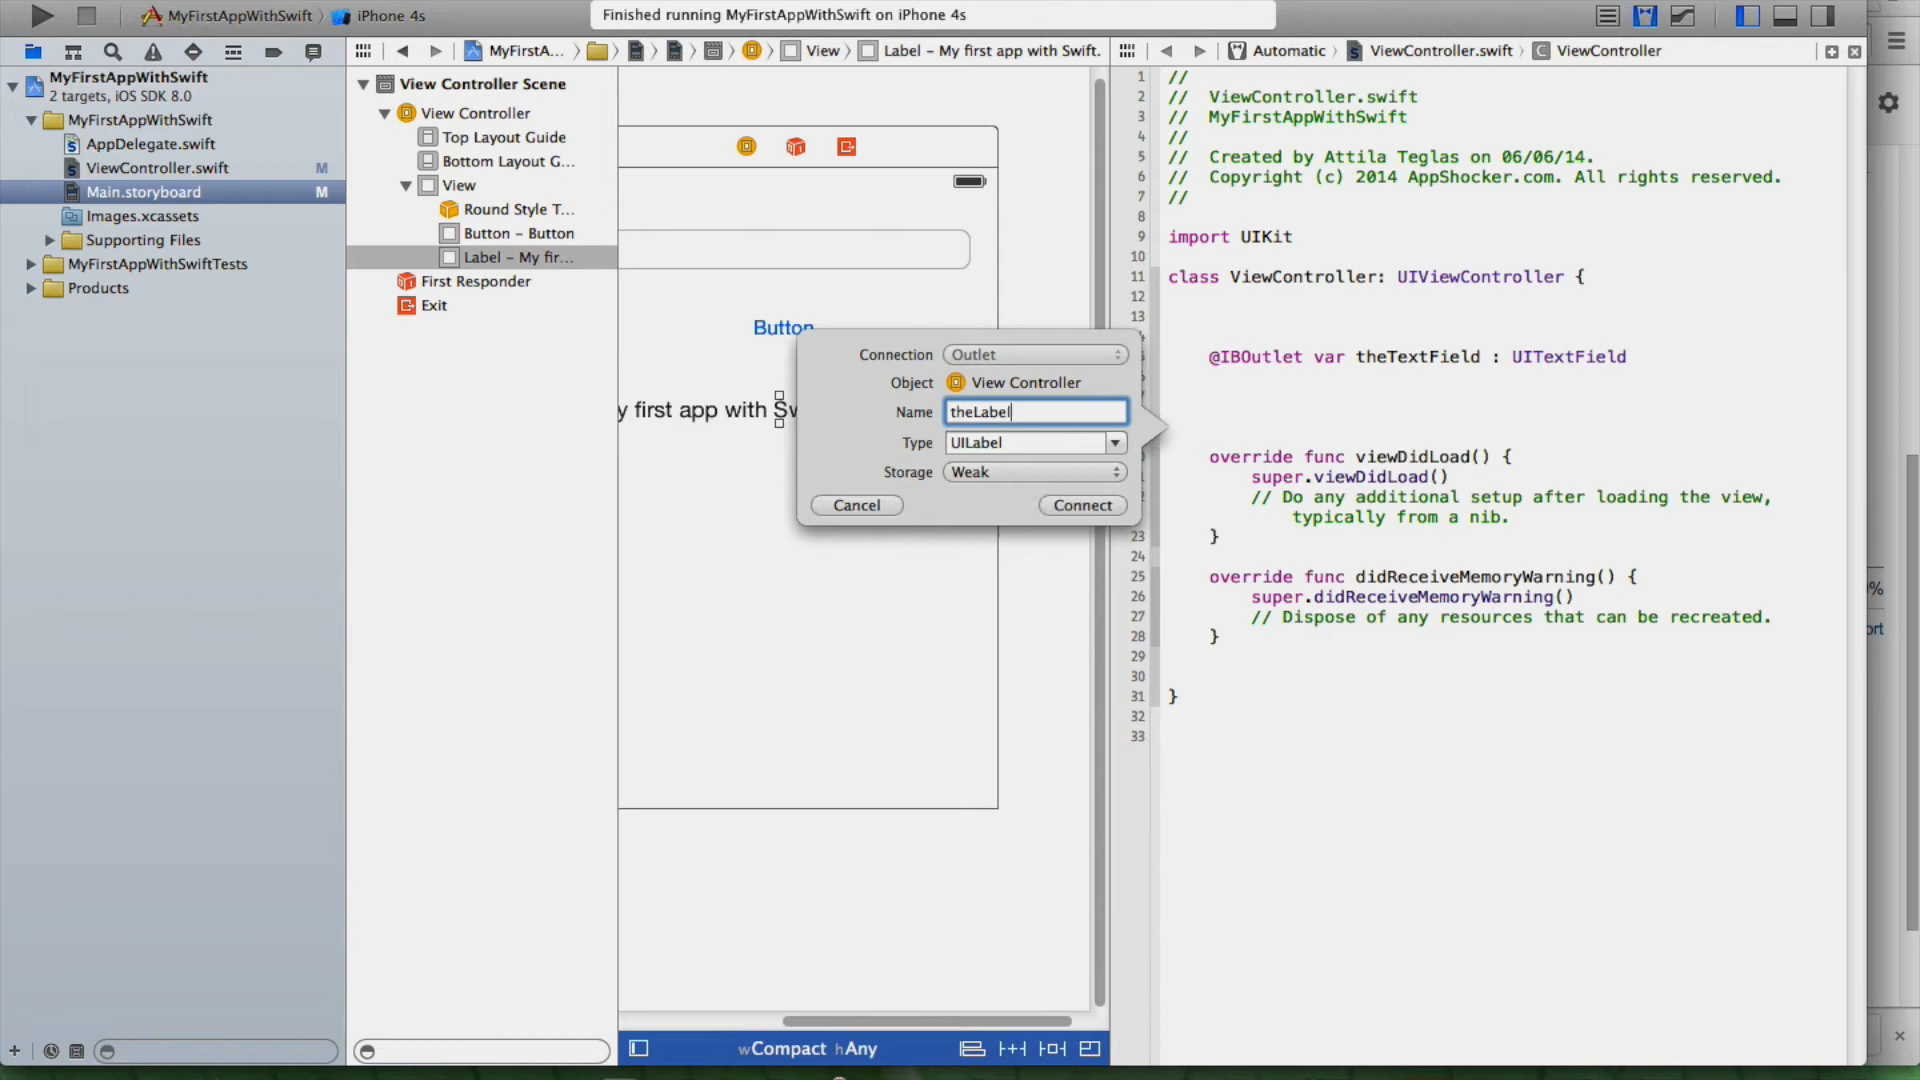 MyFirstAppWithSwift
iPhone 4s
Finished running MyFirstAppWithSwift on iPhone 4s
MyFirstA...
View
Label – My first app with Swift.
Automatic
ViewController.swift
ViewController
MyFirstAppWithSwift
2 targets, iOS SDK 8.0
MyFirstAppWithSwift
AppDelegate.swift
ViewController.swift M
Main.storyboard M
Images.xcassets
Supporting Files
MyFirstAppWithSwiftTests
Products
View Controller Scene
View Controller
Top Layout Guide
Bottom Layout G...
View
Round Style T...
Button – Button
Label – My fir...
First Responder
Exit
Button
y first app with Sw
Connection Outlet
Object View Controller
Name theLabel
Type UILabel
Storage Weak
Cancel Connect
1 //
2 // ViewController.swift
3 // MyFirstAppWithSwift
4 //
5 // Created by Attila Teglas on 06/06/14.
6 // Copyright (c) 2014 AppShocker.com. All rights reserved.
7 //
8
9 import UIKit
10
11 class ViewController: UIViewController {
12
13
@IBOutlet var theTextField : UITextField
override func viewDidLoad() {
super.viewDidLoad()
// Do any additional setup after loading the view,
typically from a nib.
23 }
24
25 override func didReceiveMemoryWarning() {
26 super.didReceiveMemoryWarning()
27 // Dispose of any resources that can be recreated.
28 }
29
30
31 }
32
33
%
ort
wCompact hAny